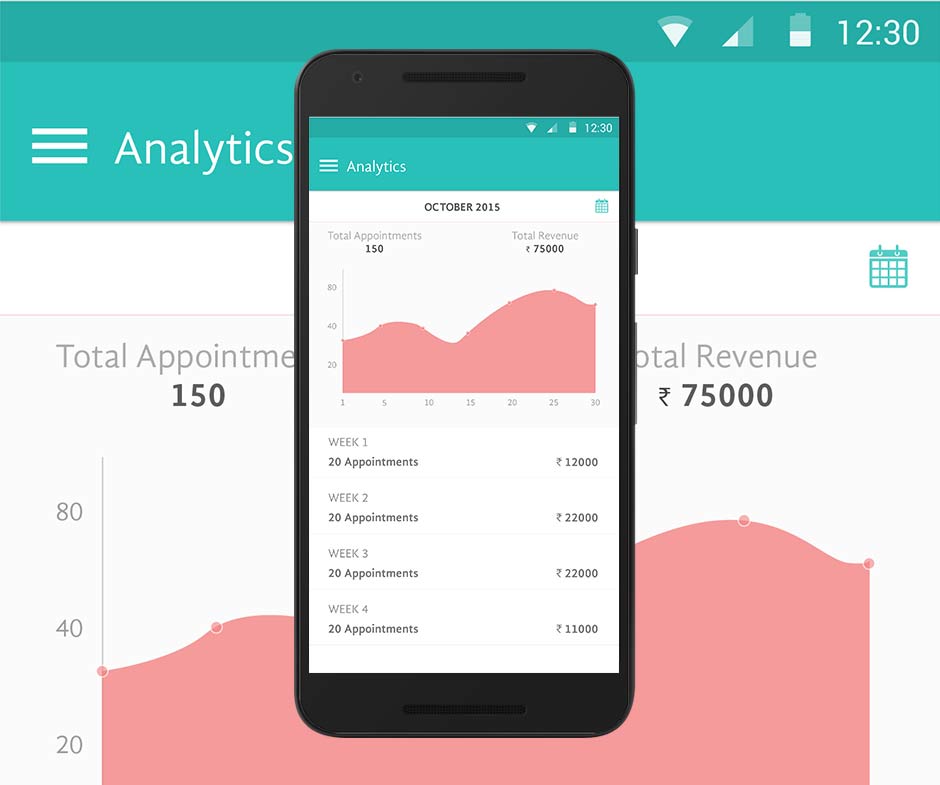 12:30
Analytics
Total Appointme
150
otal Revenue
₹ 75000
80
40
20
12:30
Analytics
OCTOBER 2015
Total Appointments
150
Total Revenue
₹ 75000
80
40
20
1 5 10 15 20 25 30
WEEK 1
20 Appointments ₹ 12000
WEEK 2
20 Appointments ₹ 22000
WEEK 3
20 Appointments ₹ 22000
WEEK 4
20 Appointments ₹ 11000